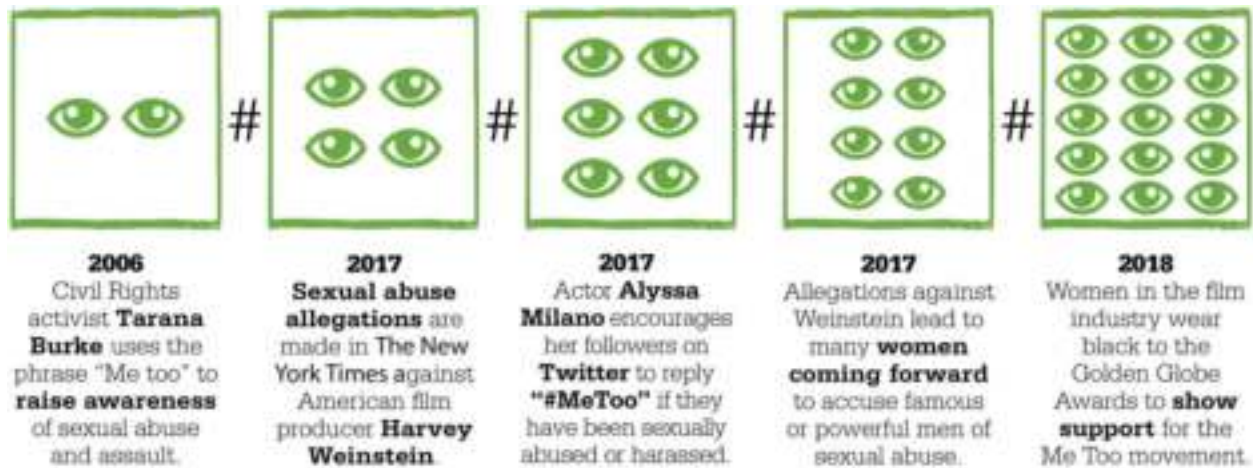 # # # #
2006
Civil Rights
activist Tarana
Burke uses the
phrase "Me too" to
raise awareness
of sexual abuse
and assault.
2017
Sexual abuse
allegations are
made in The New
York Times against
American film
producer Harvey
Weinstein
2017
Actor Alyssa
Milano encourages
her followers on
Twitter to reply
"#MeToo" if they
have been sexually
abused or harassed.
2017
Allegations against
Weinstein lead to
many women
coming forward
to accuse famous
or powerful men of
sexual abuse.
2018
Women in the film
industry wear
black to the
Golden Globe
Awards to show
support for the
Me Too movement.